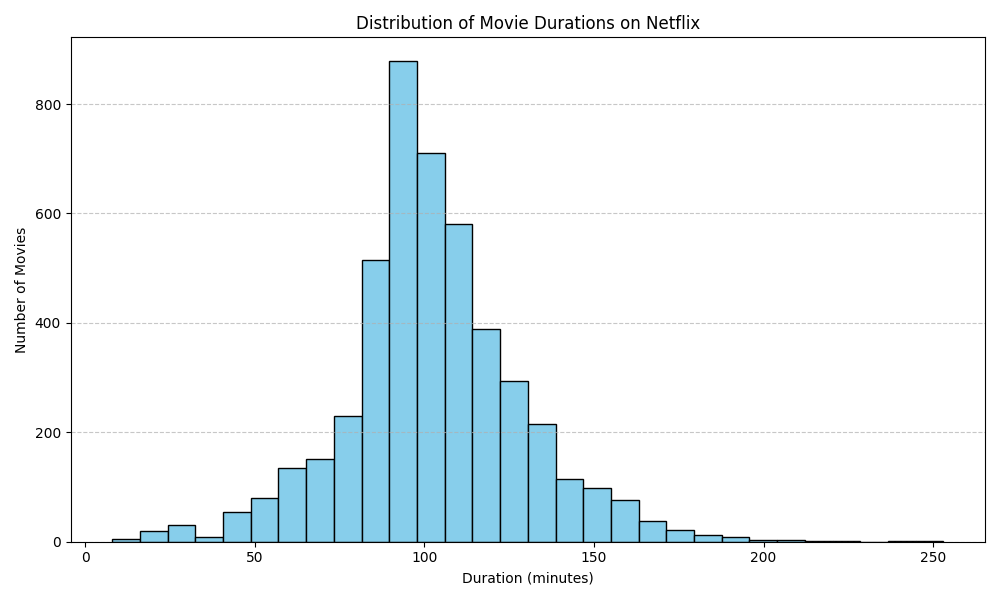 Distribution of Movie Durations on Netflix
Number of Movies
800
600
400
200
0
0 50 100 150 200 250
Duration (minutes)